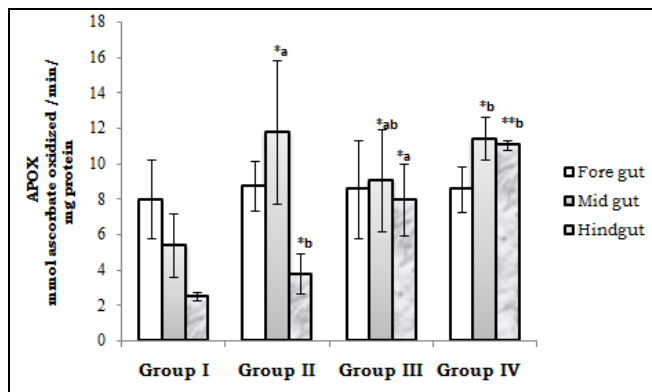 APOX
mmol ascorbate oxidized /min/
mg protein
18
16
14
12
10
8
6
4
2
0
*a
*b
*ab
*a
*b
**b
Group I
Group II
Group III
Group IV
Fore gut
Mid gut
Hindgut